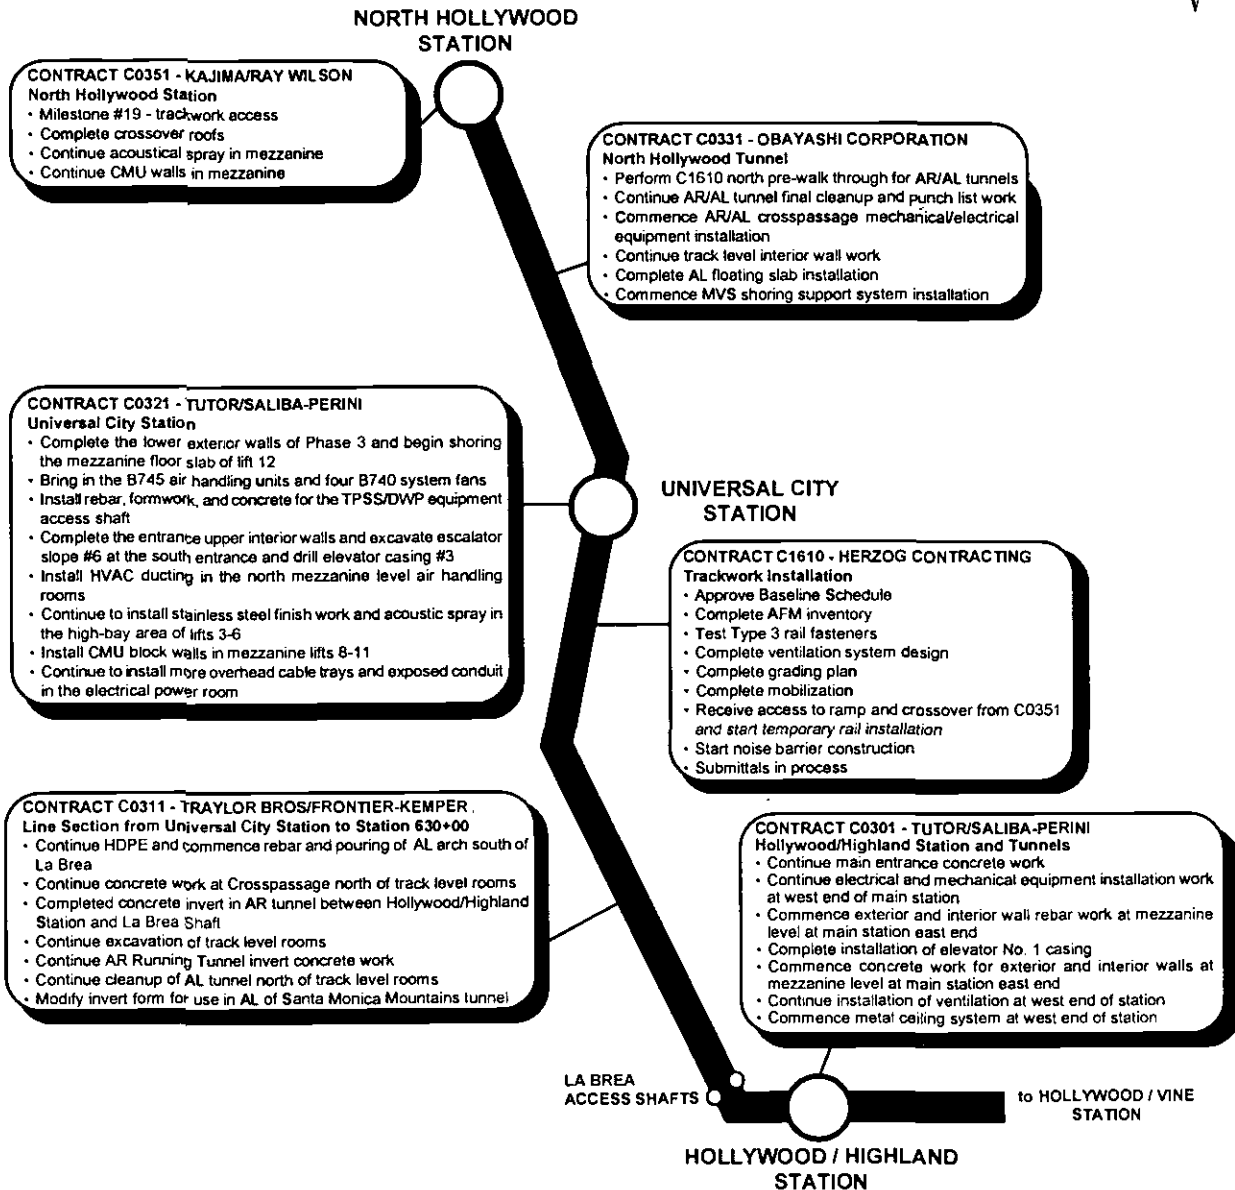 NORTH HOLLYWOOD
STATION
CONTRACT C0351 - KAJIMA/RAY WILSON
North Hollywood Station
• Milestone #19 - trackwork access
• Complete crossover roofs
• Continue acoustical spray in mezzanine
• Continue CMU walls in mezzanine
CONTRACT C0331 - OBAYASHI CORPORATION
North Hollywood Tunnel
• Perform C1610 north pre-walk through for AR/AL tunnels
• Continue AR/AL tunnel final cleanup and punch list work
• Commence AR/AL crosspassage mechanical/electrical
equipment installation
• Continue track level interior wall work
• Complete AL floating slab installation
• Commence MVS shoring support system installation
CONTRACT C0321 - TUTOR/SALIBA-PERINI
Universal City Station
• Complete the lower exterior walls of Phase 3 and begin shoring
the mezzanine floor slab of lift 12
• Bring in the B745 air handling units and four B740 system fans
• Install rebar, formwork, and concrete for the TPSS/DWP equipment
access shaft
• Complete the entrance upper interior walls and excavate escalator
slope #6 at the south entrance and drill elevator casing #3
• Install HVAC ducting in the north mezzanine level air handling
rooms
• Continue to install stainless steel finish work and acoustic spray in
the high-bay area of lifts 3-6
• Install CMU block walls in mezzanine lifts 8-11
• Continue to install more overhead cable trays and exposed conduit
in the electrical power room
UNIVERSAL CITY
STATION
CONTRACT C1610 - HERZOG CONTRACTING
Trackwork Installation
• Approve Baseline Schedule
• Complete AFM inventory
• Test Type 3 rail fasteners
• Complete ventilation system design
• Complete grading plan
• Complete mobilization
• Receive access to ramp and crossover from C0351
and start temporary rail installation
• Start noise barrier construction
• Submittals in process
CONTRACT C0311 - TRAYLOR BROS/FRONTIER-KEMPER
Line Section from Universal City Station to Station 630+00
• Continue HDPE and commence rebar and pouring of AL arch south of
La Brea
• Continue concrete work at Crosspassage north of track level rooms
• Completed concrete invert in AR tunnel between Hollywood/Highland
Station and La Brea Shaft
• Continue excavation of track level rooms
• Continue AR Running Tunnel invert concrete work
• Continue cleanup of AL tunnel north of track level rooms
• Modify invert form for use in AL of Santa Monica Mountains tunnel
CONTRACT C0301 - TUTOR/SALIBA-PERINI
Hollywood/Highland Station and Tunnels
• Continue main entrance concrete work
• Continue electrical and mechanical equipment installation work
at west end of main station
• Commence exterior and interior wall rebar work at mezzanine
level at main station east end
• Complete installation of elevator No. 1 casing
• Commence concrete work for exterior and interior walls at
mezzanine level at main station east end
• Continue installation of ventilation at west end of station
• Commence metal ceiling system at west end of station
LA BREA
ACCESS SHAFTS
to HOLLYWOOD / VINE
STATION
HOLLYWOOD / HIGHLAND
STATION